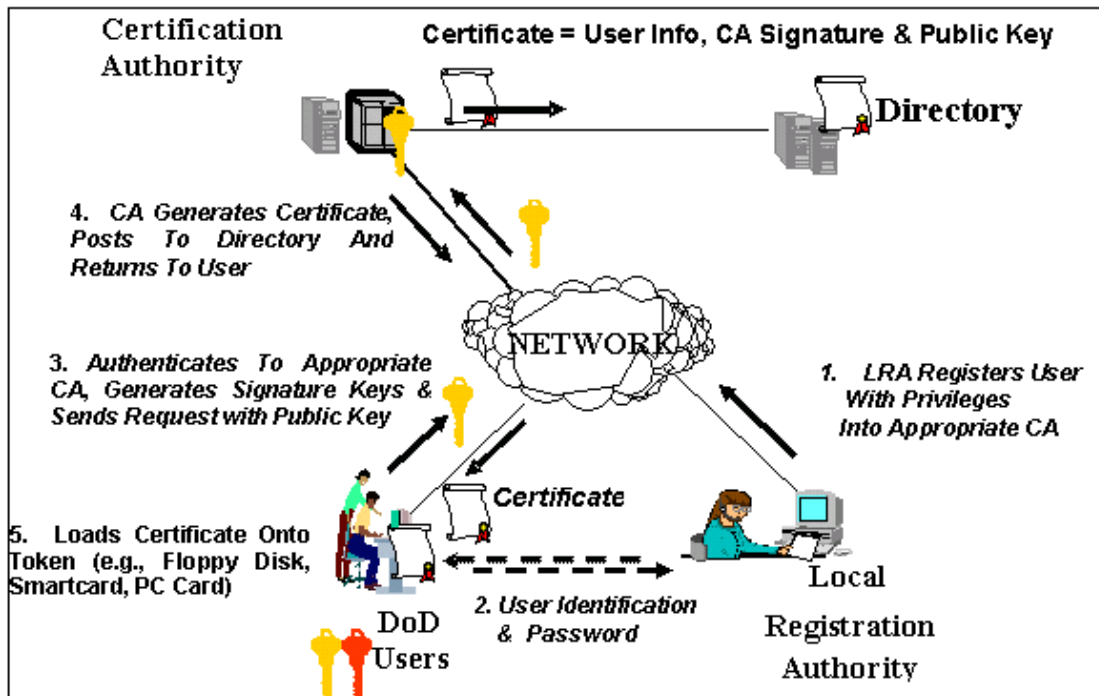 Certification
Authority
Certificate = User Info, CA Signature & Public Key
Directory
4. CA Generates Certificate,
Posts To Directory And
Returns To User
NETWORK
3. Authenticates To Appropriate
CA, Generates Signature Keys &
Sends Request with Public Key
1. LRA Registers User
With Privileges
Into Appropriate CA
Certificate
5. Loads Certificate Onto
Token (e.g., Floppy Disk,
Smartcard, PC Card)
2. User Identification
& Password
DoD
Users
Local
Registration
Authority